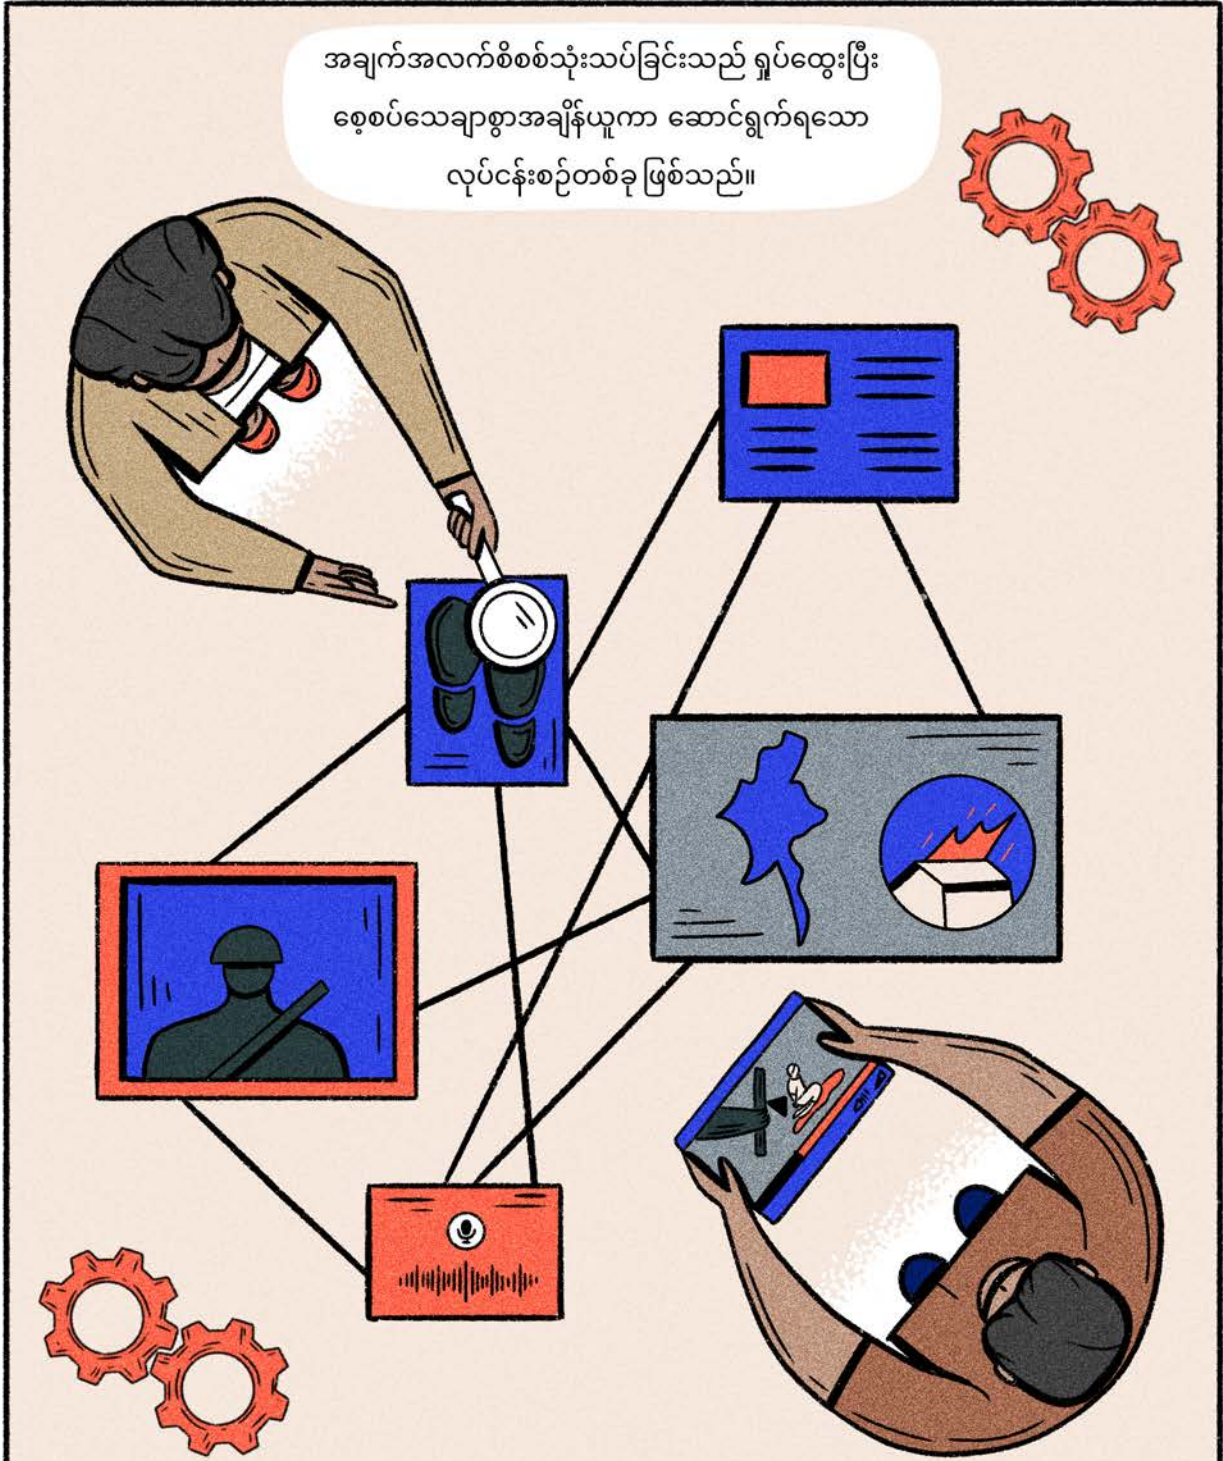 အချက်အလက်စိစစ်သုံးသပ်ခြင်းသည် ရှုပ်ထွေးပြီး
စေ့စပ်သေချာစွာအချိန်ယူကာ ဆောင်ရွက်ရသော
လုပ်ငန်းစဉ်တစ်ခု ဖြစ်သည်။